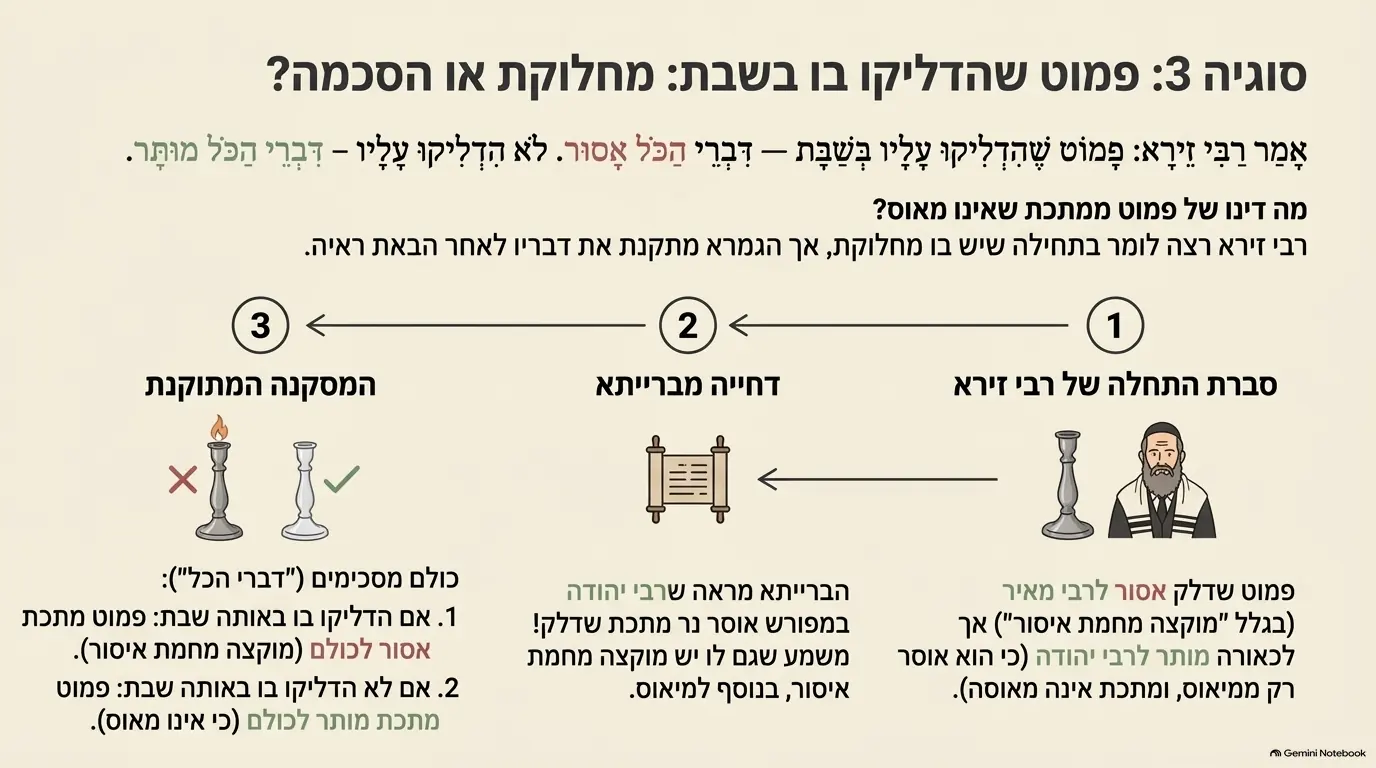 סוגיה 3: פמוט שהדליקו בו בשבת: מחלוקת או הסכמה?
אָמַר רַבִּי זֵירָא: פָּמוֹט שֶׁהִדְלִיקוּ עָלָיו בְּשַׁבָּת — דִּבְרֵי הַכֹּל אָסוּר. לֹא הִדְלִיקוּ עָלָיו – דִּבְרֵי הַכֹּל מוּתָּר.
מה דינו של פמוט ממתכת שאינו מאוס?
רבי זירא רצה לומר בתחילה שיש בו מחלוקת, אך הגמרא מתקנת את דבריו לאחר הבאת ראיה.
1
סברת התחלה של רבי זירא
פמוט שדלק אסור לרבי מאיר
(בגלל "מוקצה מחמת איסור") אך
לכאורה מותר לרבי יהודה (כי הוא אוסר
רק ממיאוס, ומתכת אינה מאוסה).
2
דחייה מברייתא
הברייתא מראה שרבי יהודה
במפורש אוסר נר מתכת שדלק!
משמע שגם לו יש מוקצה מחמת
איסור, בנוסף למיאוס.
3
המסקנה המתוקנת
כולם מסכימים ("דברי הכל"):
1. אם הדליקו בו באותה שבת: פמוט מתכת
אסור לכולם (מוקצה מחמת איסור).
2. אם לא הדליקו בו באותה שבת: פמוט
מתכת מותר לכולם (כי אינו מאוס).
Gemini Notebook